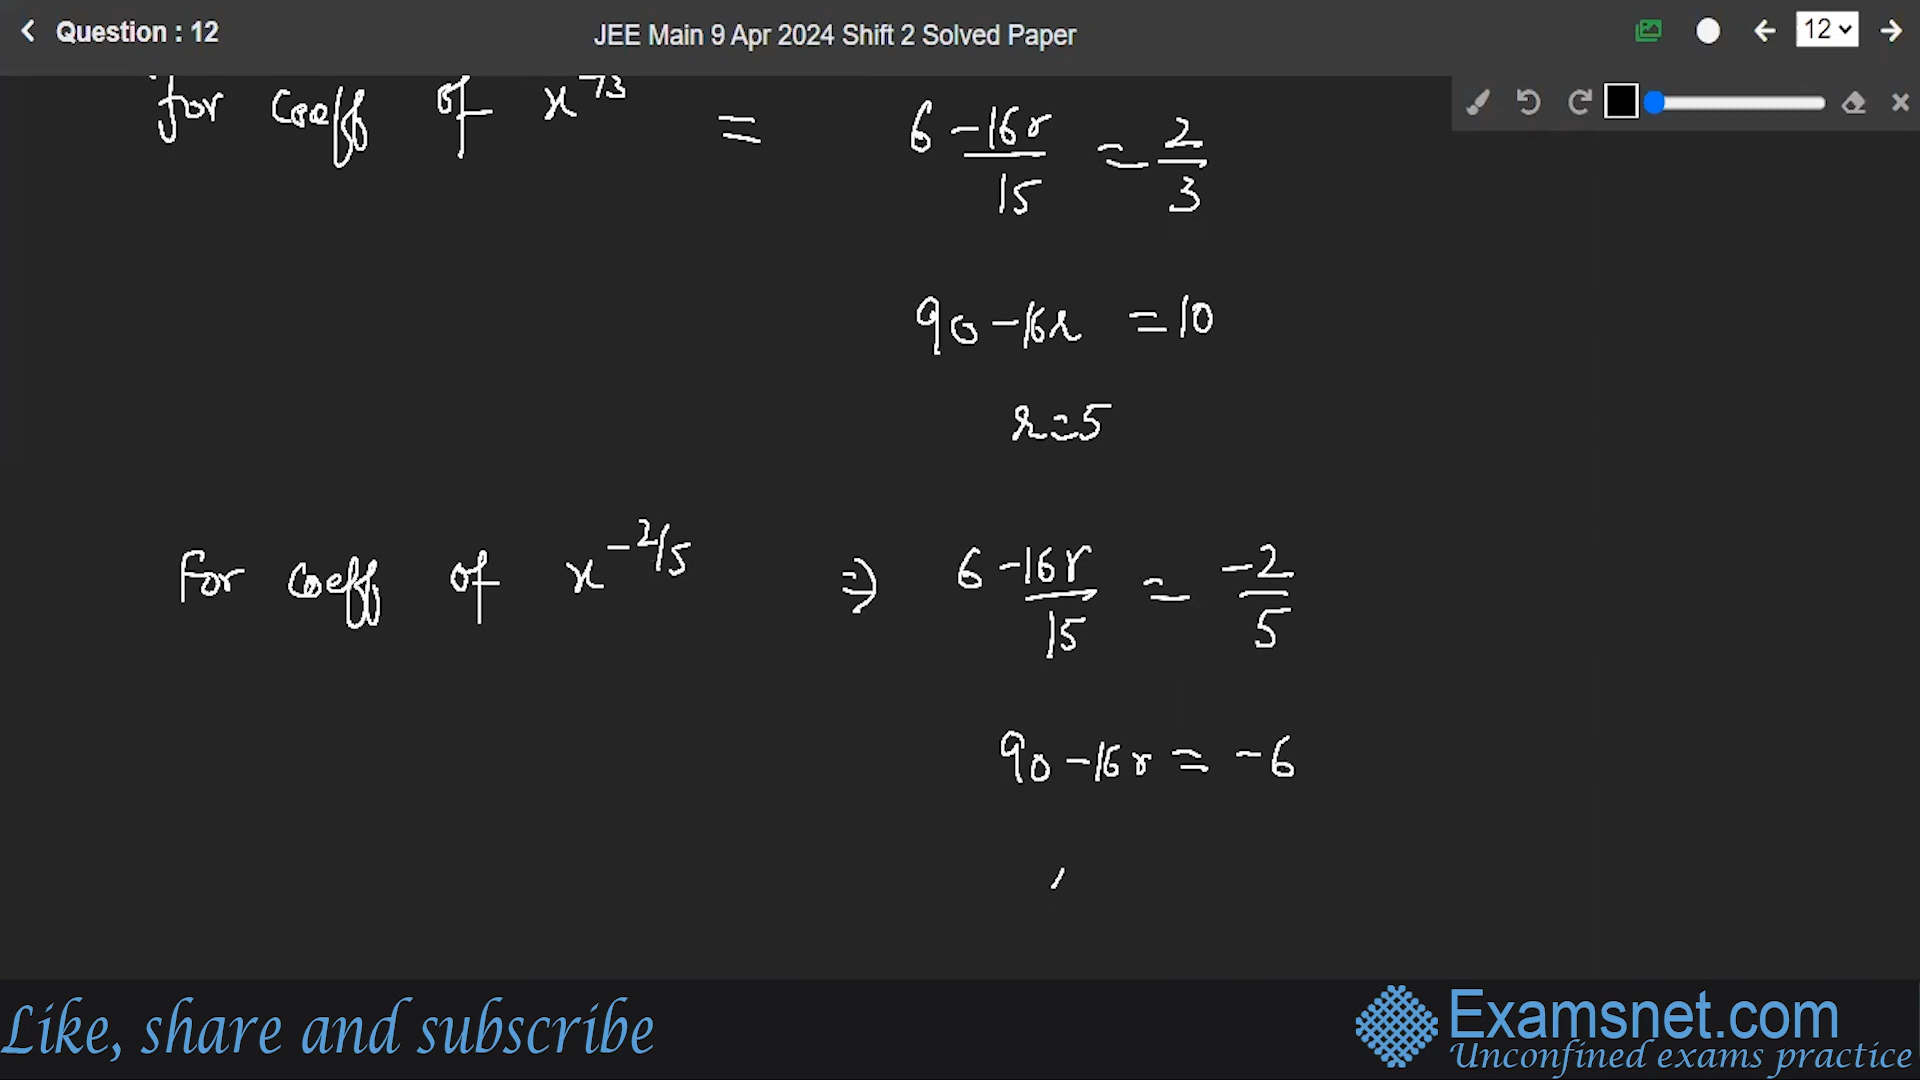 Question : 12
JEE Main 9 Apr 2024 Shift 2 Solved Paper
12
for coeff of x^
= 6 - 16r/15 = 2/3
90 - 16r = 10
r = 5
For coeff of x^-2/5 ⇒ 6 - 16r/15 = -2/5
90 - 16r = -6
Like, share and subscribe
Examsnet.com
Unconfined exams practice